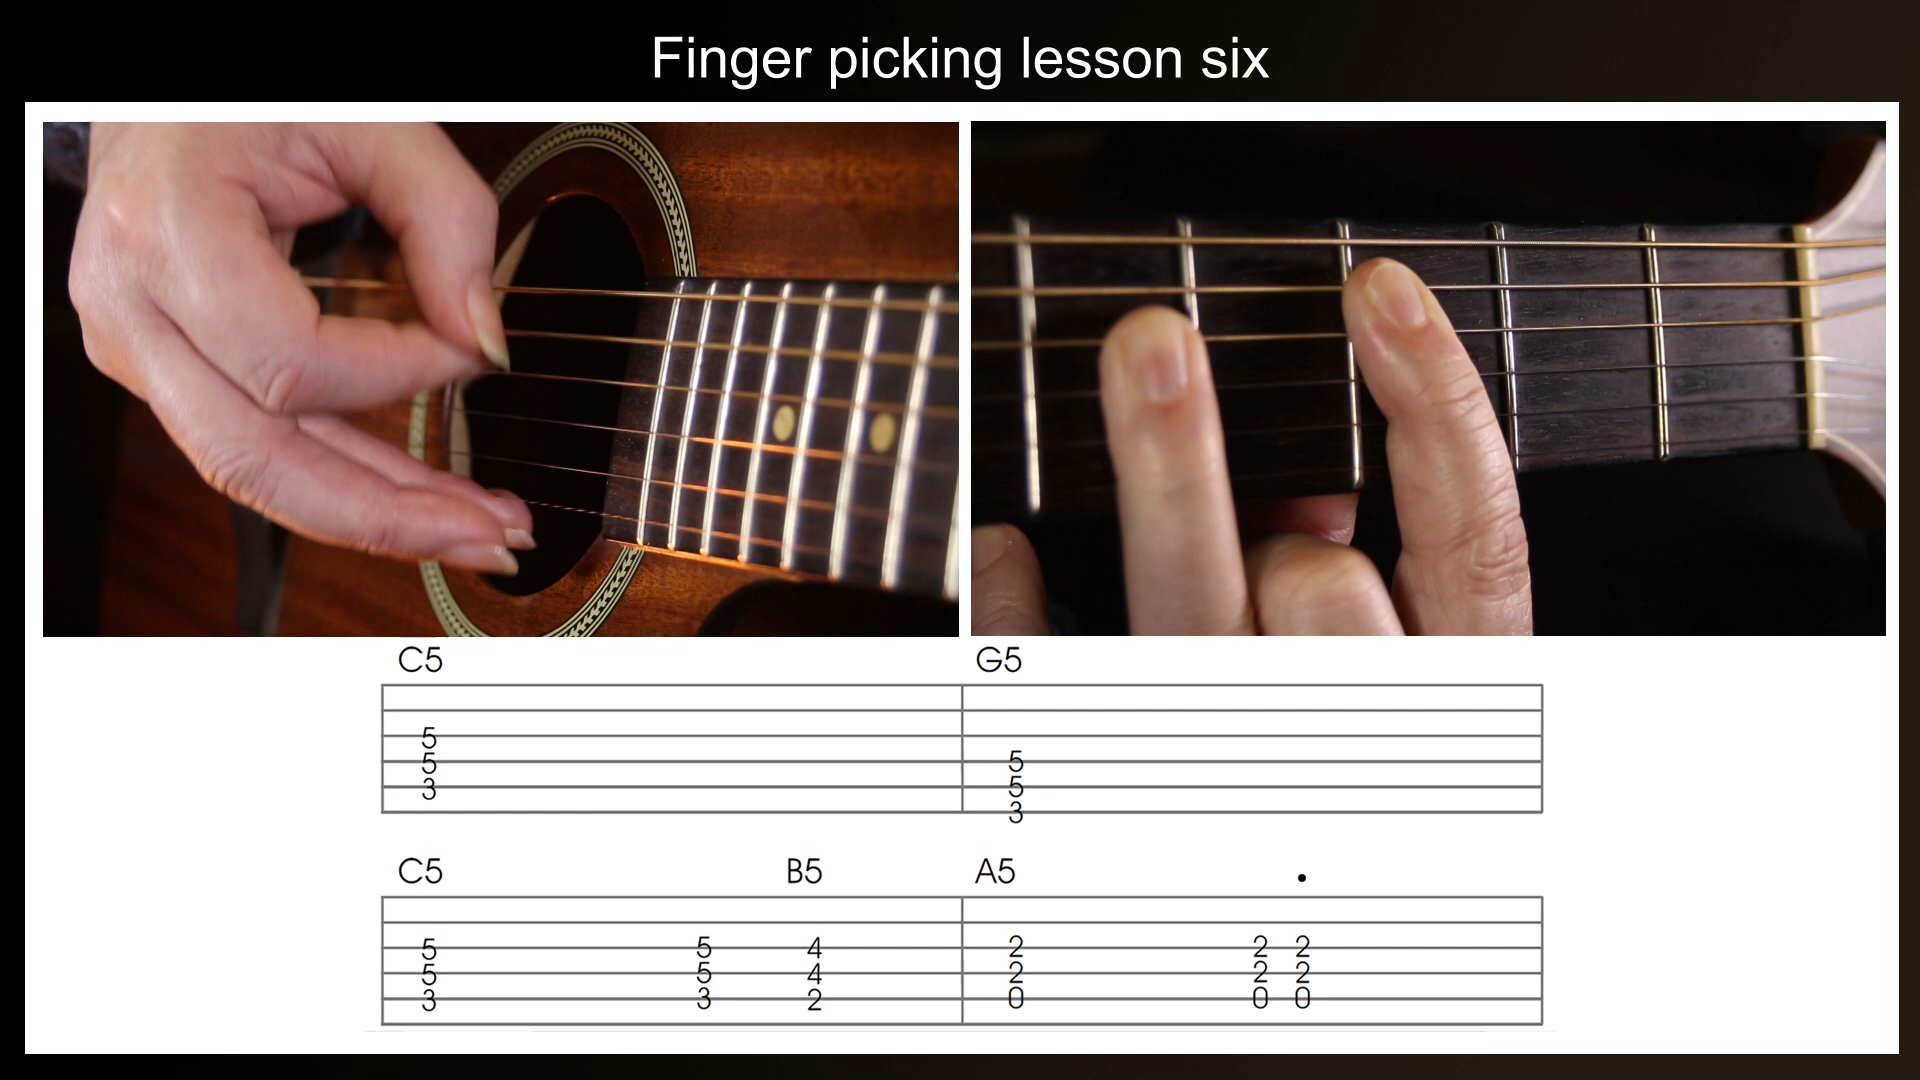 Finger picking lesson six
C5 G5
5
5 5
3 5
3
C5 B5 A5 .
5 5 4 2 2 2
5 5 4 2 2 2
3 3 2 0 0 0